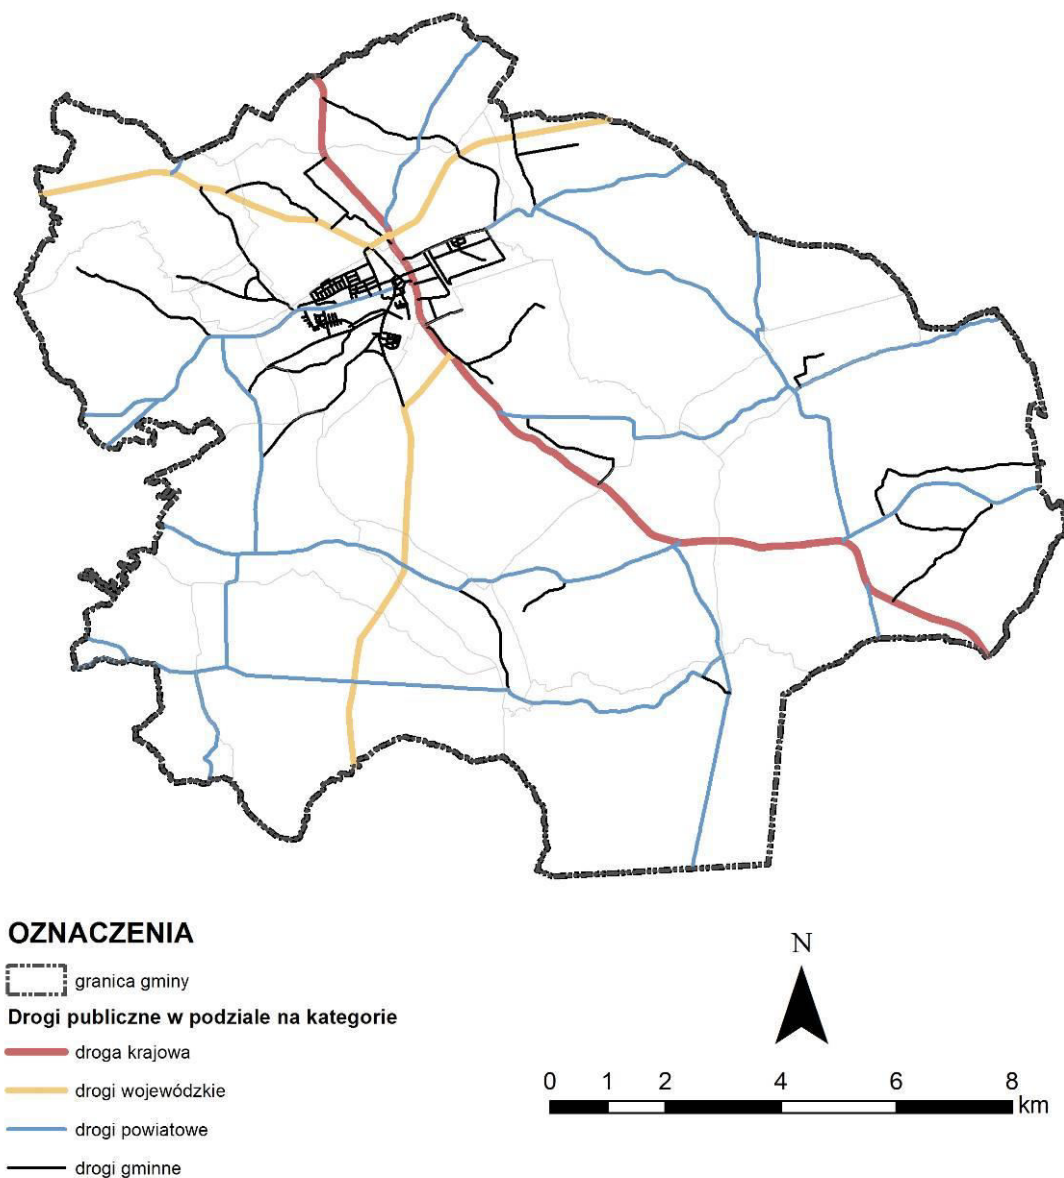 OZNACZENIA
granica gminy
Drogi publiczne w podziale na kategorie
droga krajowa
drogi wojewódzkie
drogi powiatowe
drogi gminne
N
0 1 2 4 6 8
km